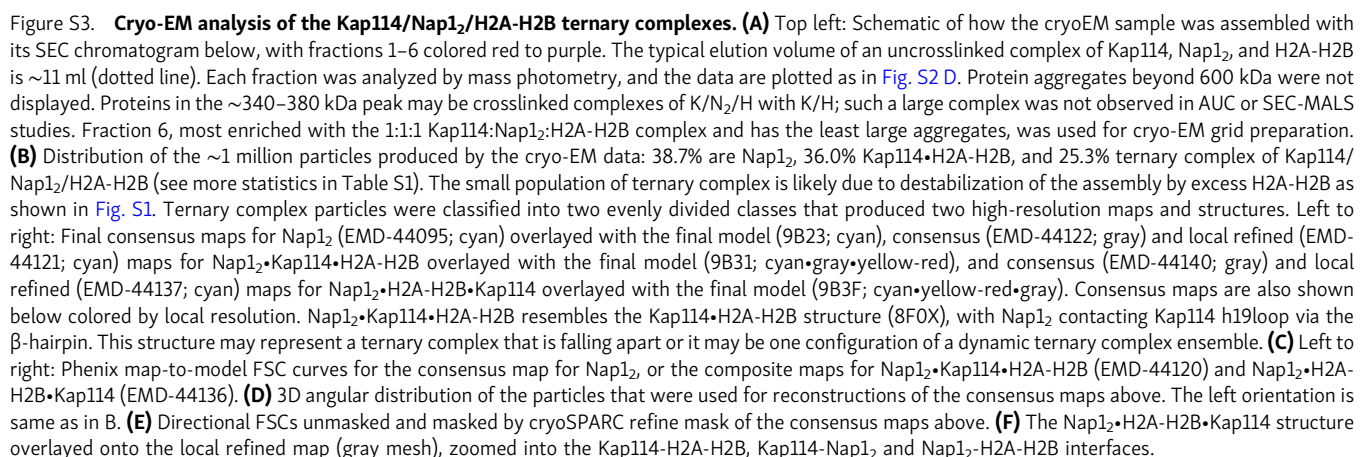 Figure S3. Cryo-EM analysis of the Kap114/Nap1₂/H2A-H2B ternary complexes. (A) Top left: Schematic of how the cryoEM sample was assembled with
its SEC chromatogram below, with fractions 1–6 colored red to purple. The typical elution volume of an uncrosslinked complex of Kap114, Nap1₂, and H2A-H2B
is ~11 ml (dotted line). Each fraction was analyzed by mass photometry, and the data are plotted as in Fig. S2 D. Protein aggregates beyond 600 kDa were not
displayed. Proteins in the ~340–380 kDa peak may be crosslinked complexes of K/N₂/H with K/H; such a large complex was not observed in AUC or SEC-MALS
studies. Fraction 6, most enriched with the 1:1:1 Kap114:Nap1₂:H2A-H2B complex and has the least large aggregates, was used for cryo-EM grid preparation.
(B) Distribution of the ~1 million particles produced by the cryo-EM data: 38.7% are Nap1₂, 36.0% Kap114•H2A-H2B, and 25.3% ternary complex of Kap114/
Nap1₂/H2A-H2B (see more statistics in Table S1). The small population of ternary complex is likely due to destabilization of the assembly by excess H2A-H2B as
shown in Fig. S1. Ternary complex particles were classified into two evenly divided classes that produced two high-resolution maps and structures. Left to
right: Final consensus maps for Nap1₂ (EMD-44095; cyan) overlayed with the final model (9B23; cyan), consensus (EMD-44122; gray) and local refined (EMD-
44121; cyan) maps for Nap1₂•Kap114•H2A-H2B overlayed with the final model (9B31; cyan•gray•yellow-red), and consensus (EMD-44140; gray) and local
refined (EMD-44137; cyan) maps for Nap1₂•H2A-H2B•Kap114 overlayed with the final model (9B3F; cyan•yellow-red•gray). Consensus maps are also shown
below colored by local resolution. Nap1₂•Kap114•H2A-H2B resembles the Kap114•H2A-H2B structure (8F0X), with Nap1₂ contacting Kap114 h19loop via the
β-hairpin. This structure may represent a ternary complex that is falling apart or it may be one configuration of a dynamic ternary complex ensemble. (C) Left to
right: Phenix map-to-model FSC curves for the consensus map for Nap1₂, or the composite maps for Nap1₂•Kap114•H2A-H2B (EMD-44120) and Nap1₂•H2A-
H2B•Kap114 (EMD-44136). (D) 3D angular distribution of the particles that were used for reconstructions of the consensus maps above. The left orientation is
same as in B. (E) Directional FSCs unmasked and masked by cryoSPARC refine mask of the consensus maps above. (F) The Nap1₂•H2A-H2B•Kap114 structure
overlayed onto the local refined map (gray mesh), zoomed into the Kap114-H2A-H2B, Kap114-Nap1₂ and Nap1₂-H2A-H2B interfaces.